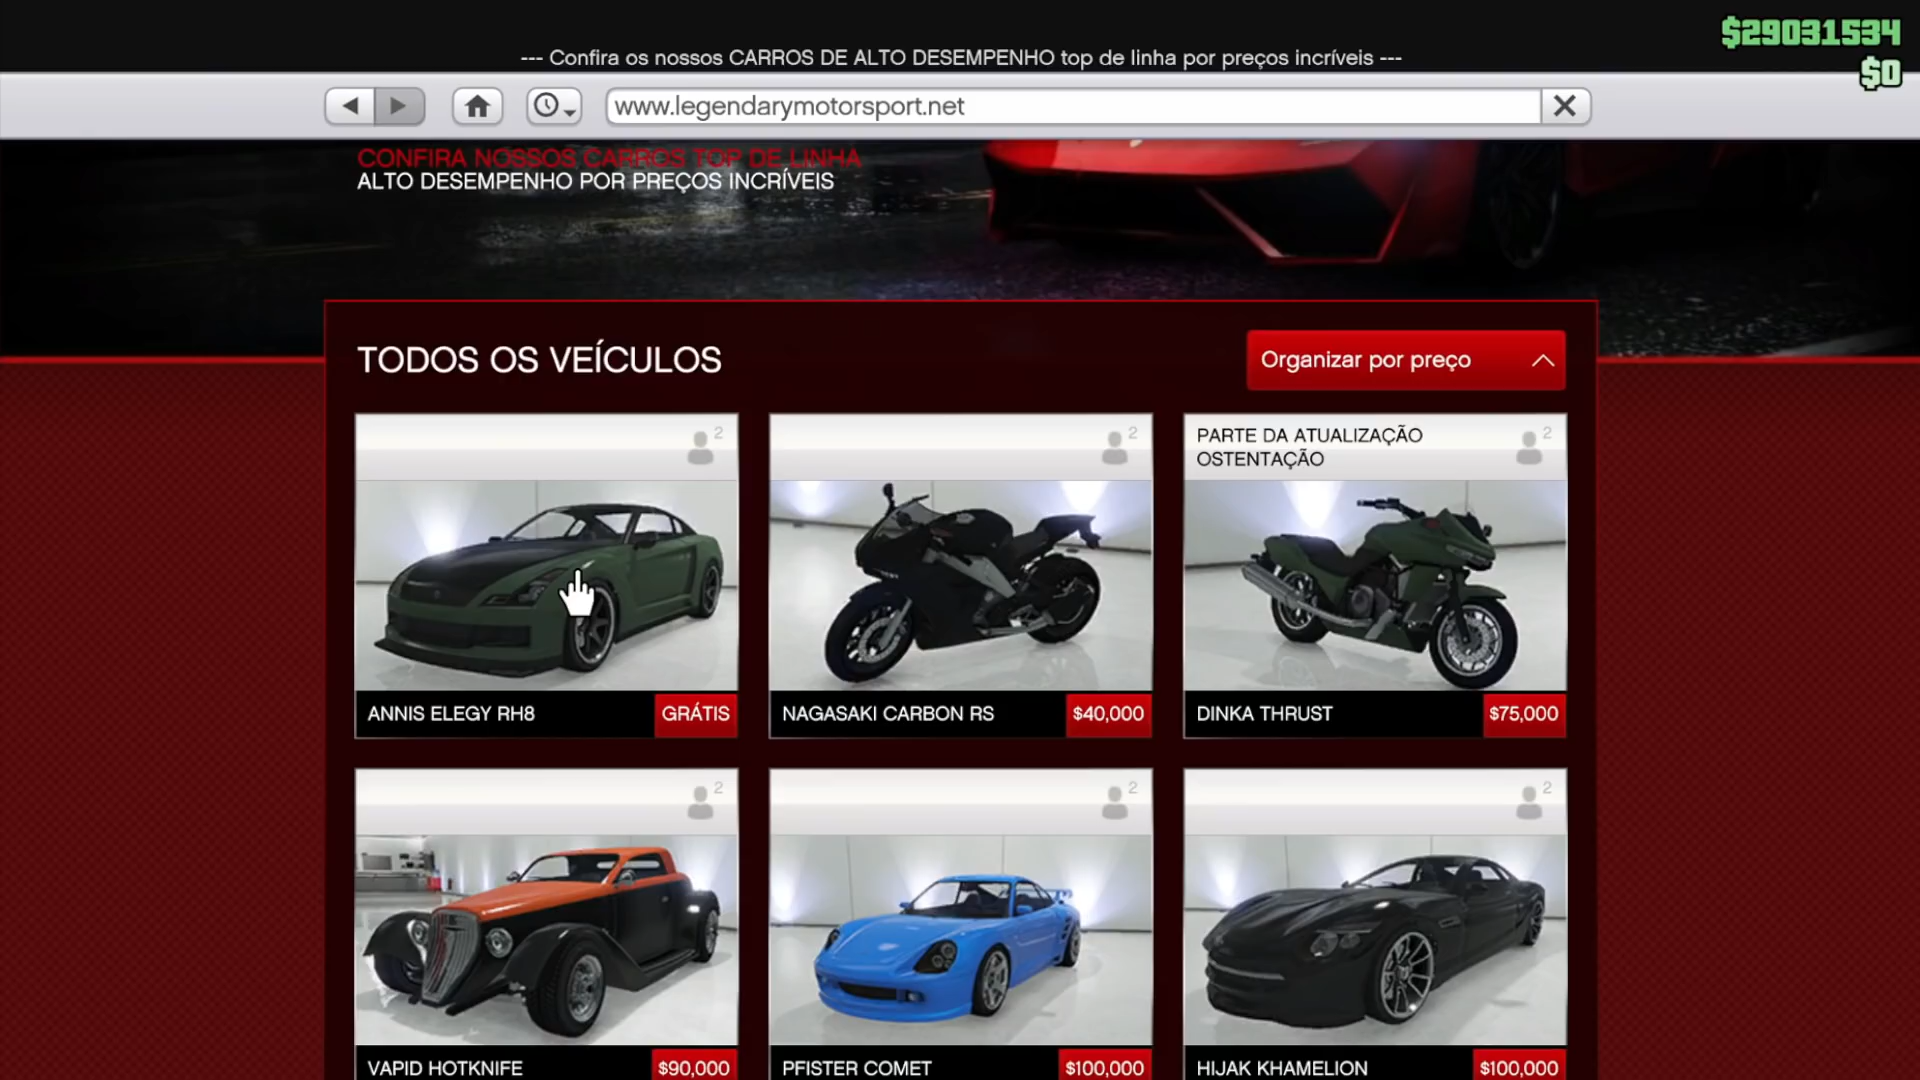 $29031534
--- Confira os nossos CARROS DE ALTO DESEMPENHO top de linha por preços incríveis ---
$0
www.legendarymotorsport.net
CONFIRA NOSSOS CARROS TOP DE LINHA
ALTO DESEMPENHO POR PREÇOS INCRÍVEIS
TODOS OS VEÍCULOS
Organizar por preço
2
2
PARTE DA ATUALIZAÇÃO
OSTENTAÇÃO
2
ANNIS ELEGY RH8
GRÁTIS
NAGASAKI CARBON RS
$40,000
DINKA THRUST
$75,000
2
2
2
VAPID HOTKNIFE
$90,000
PFISTER COMET
$100,000
HIJAK KHAMELION
$100,000